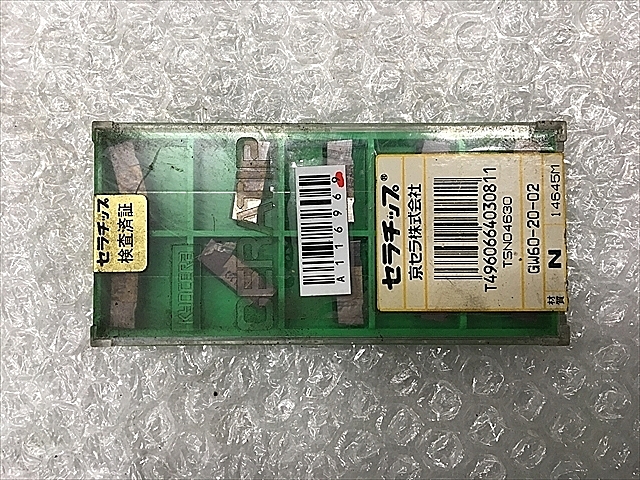 セラチップ
検査済証
KYOCERA
CERATIP
A116969
セラチップ®
京セラ株式会社
T4960664030811
TSN04630
GW60-20-02
材質 N 14645M